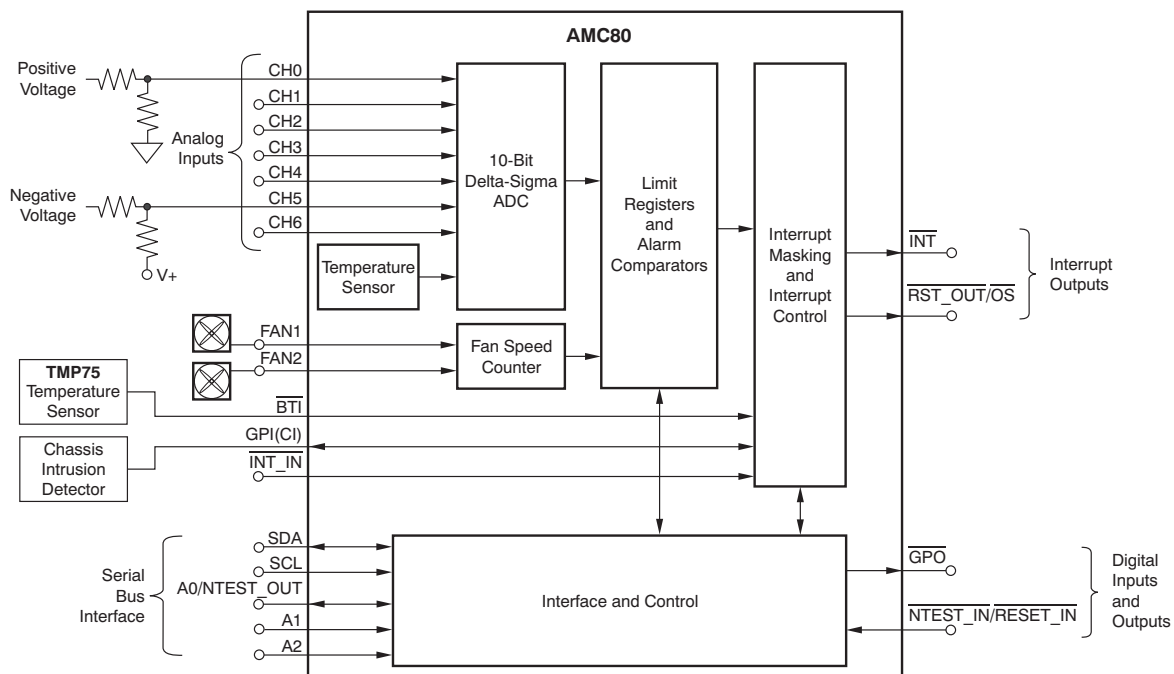 AMC80
Positive
Voltage
Analog
Inputs
Negative
Voltage
V+
CH0
CH1
CH2
CH3
CH4
CH5
CH6
10-Bit
Delta-Sigma
ADC
Temperature
Sensor
Limit
Registers
and
Alarm
Comparators
Interrupt
Masking
and
Interrupt
Control
INT
RST_OUT/OS
Interrupt
Outputs
FAN1
FAN2
Fan Speed
Counter
TMP75
Temperature
Sensor
BTI
Chassis
Intrusion
Detector
GPI(CI)
INT_IN
Serial
Bus
Interface
SDA
SCL
A0/NTEST_OUT
A1
A2
Interface and Control
GPO
NTEST_IN/RESET_IN
Digital
Inputs
and
Outputs